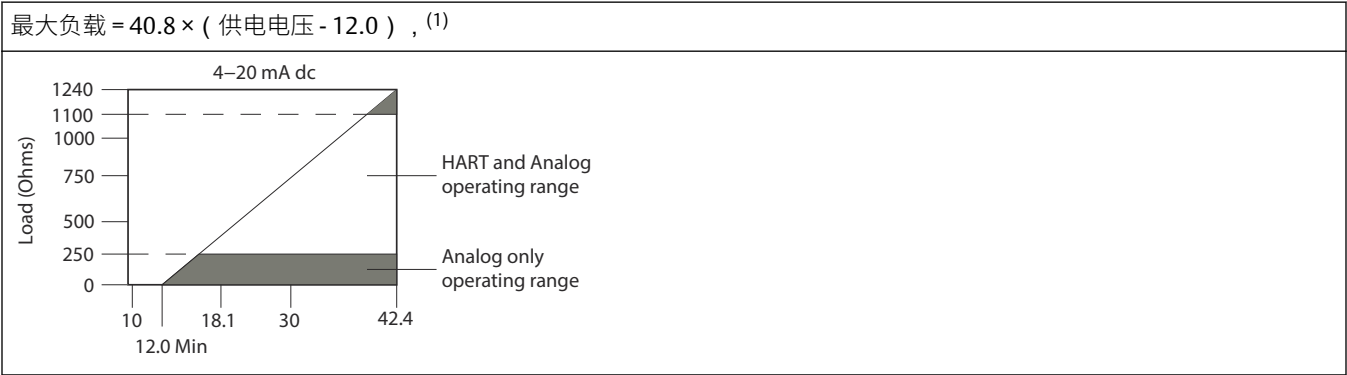 最大负载 = 40.8 × ( 供电电压 - 12.0 ) , (1)
4–20 mA dc
1240
1100
1000
750
500
250
0
Load (Ohms)
HART and Analog
operating range
Analog only
operating range
10
18.1
30
42.4
12.0 Min